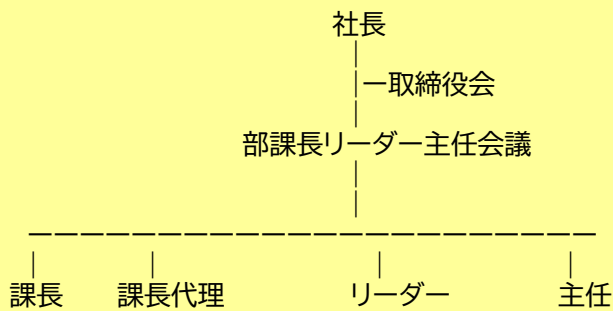 社長
ー取締役会
部課長リーダー主任会議
課長 課長代理 リーダー 主任